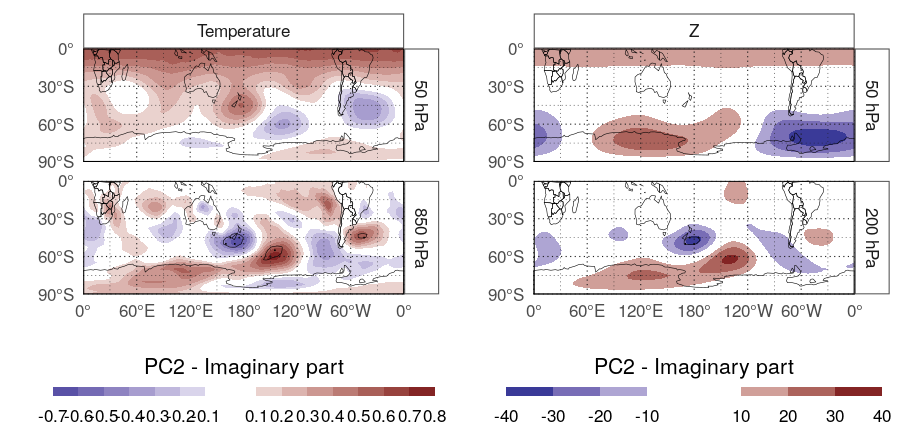 Temperature
Z
0°
30°S
60°S
90°S
50 hPa
0°
30°S
60°S
90°S
50 hPa
0°
30°S
60°S
90°S
850 hPa
0°
30°S
60°S
90°S
200 hPa
0° 60°E 120°E 180° 120°W 60°W 0°
0° 60°E 120°E 180° 120°W 60°W 0°
PC2 - Imaginary part
-0.7-0.6-0.5-0.4-0.3-0.2-0.1 0.1 0.2 0.3 0.4 0.5 0.6 0.7 0.8
PC2 - Imaginary part
-40 -30 -20 -10 10 20 30 40